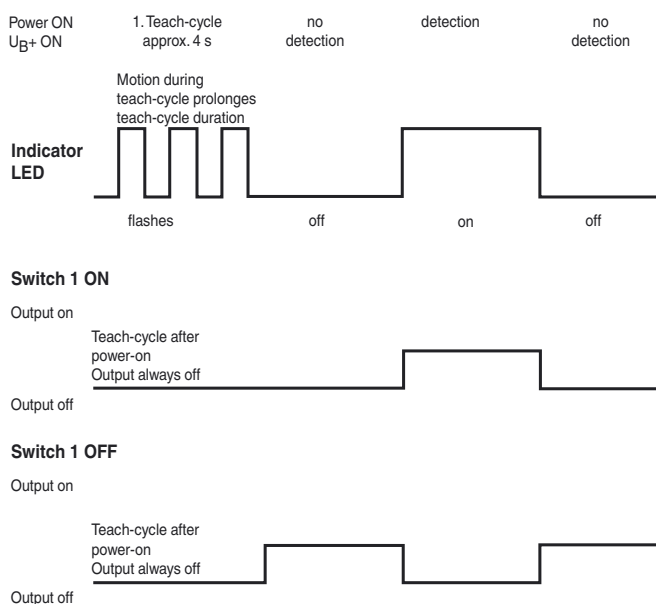 Power ON
U_B+ ON
1. Teach-cycle
approx. 4 s
no
detection
detection
no
detection
Motion during
teach-cycle prolonges
teach-cycle duration
Indicator
LED
flashes
off
on
off
Switch 1 ON
Output on
Teach-cycle after
power-on
Output always off
Output off
Switch 1 OFF
Output on
Teach-cycle after
power-on
Output always off
Output off